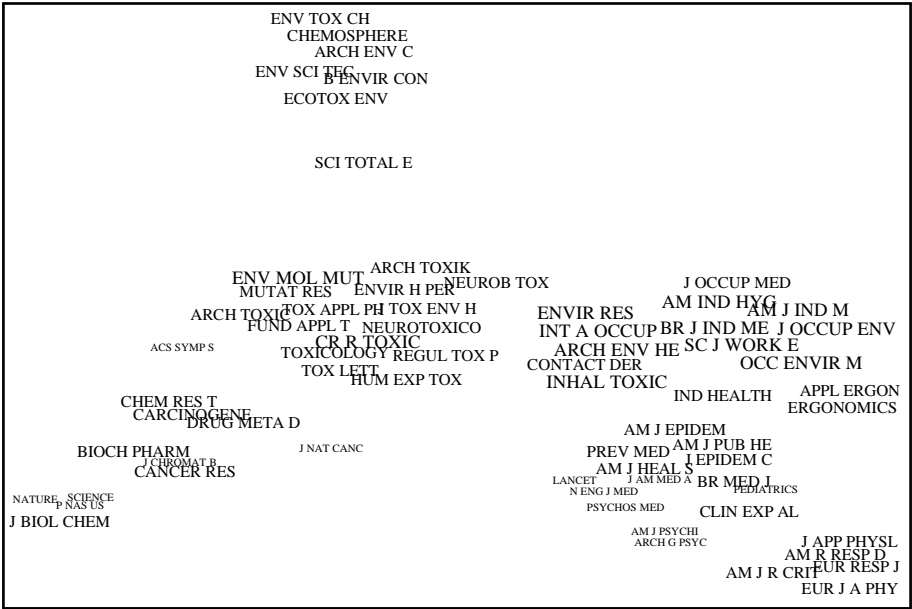 ENV TOX CH
CHEMOSPHERE
ARCH ENV C
ENV SCI TEC
B ENVIR CON
ECOTOX ENV
SCI TOTAL E
ARCH TOXIK
ENV MOL MUT
NEUROB TOX
J OCCUP MED
MUTAT RES
ENVIR H PER
AM IND HYG
TOX APPL PH
J TOX ENV H
AM J IND M
ARCH TOXIC
ENVIR RES
FUND APPL T
NEUROTOXICO
INT A OCCUP
BR J IND ME
J OCCUP ENV
CR R TOXIC
ACS SYMP S
SC J WORK E
TOXICOLOGY
REGUL TOX P
ARCH ENV HE
OCC ENVIR M
TOX LETT
CONTACT DER
HUM EXP TOX
INHAL TOXIC
APPL ERGON
IND HEALTH
CHEM RES T
ERGONOMICS
CARCINOGENE
DRUG META D
AM J EPIDEM
J NAT CANC
AM J PUB HE
BIOCH PHARM
PREV MED
J CHROMAT B
J EPIDEM C
CANCER RES
AM J HEAL S
LANCET
J AM MED A
BR MED J
N ENG J MED
PEDIATRICS
NATURE
SCIENCE
P NAS US
PSYCHOS MED
CLIN EXP AL
J BIOL CHEM
AM J PSYCHI
ARCH G PSYC
J APP PHYSL
AM R RESP D
EUR RESP J
AM J R CRIT
EUR J A PHY